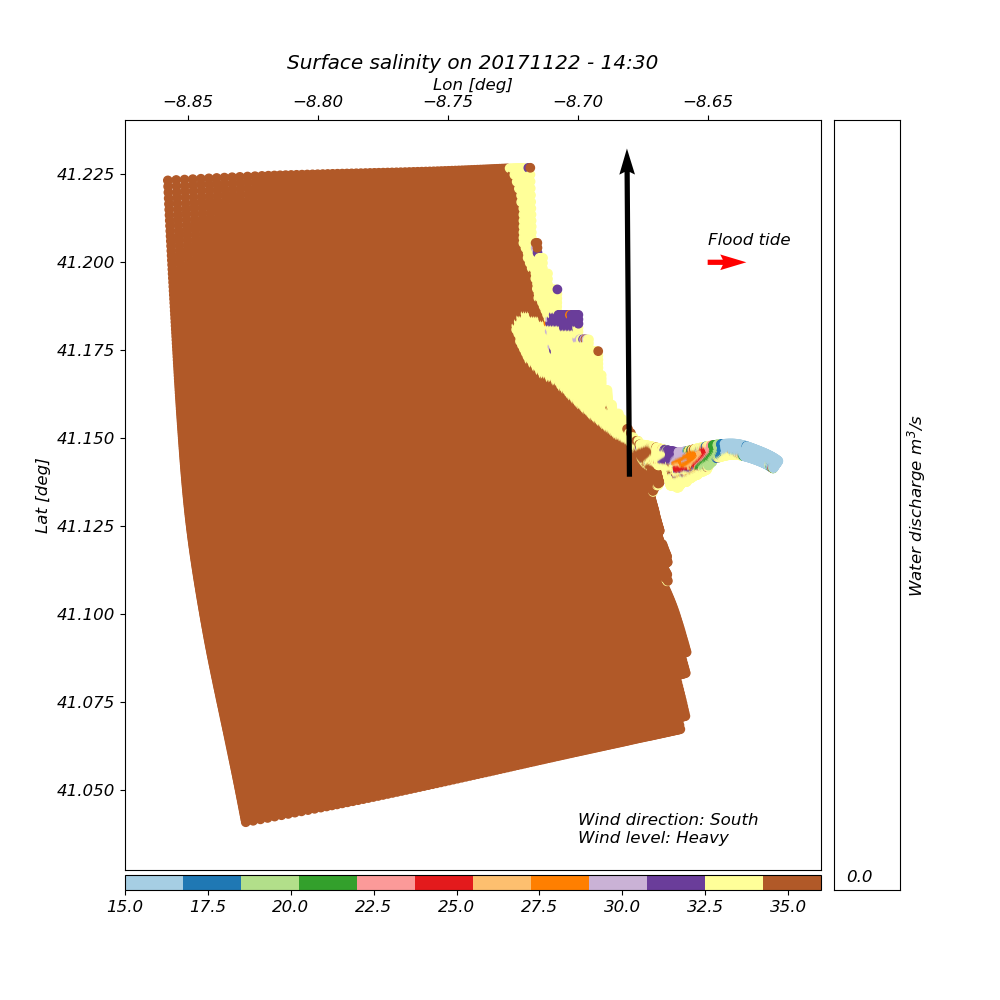 Surface salinity on 20171122 - 14:30
Lon [deg]
−8.85 −8.80 −8.75 −8.70 −8.65
41.225
41.200
41.175
41.150
41.125
41.100
41.075
41.050
Lat [deg]
Flood tide
Wind direction: South
Wind level: Heavy
15.0 17.5 20.0 22.5 25.0 27.5 30.0 32.5 35.0
0.0
Water discharge m³/s